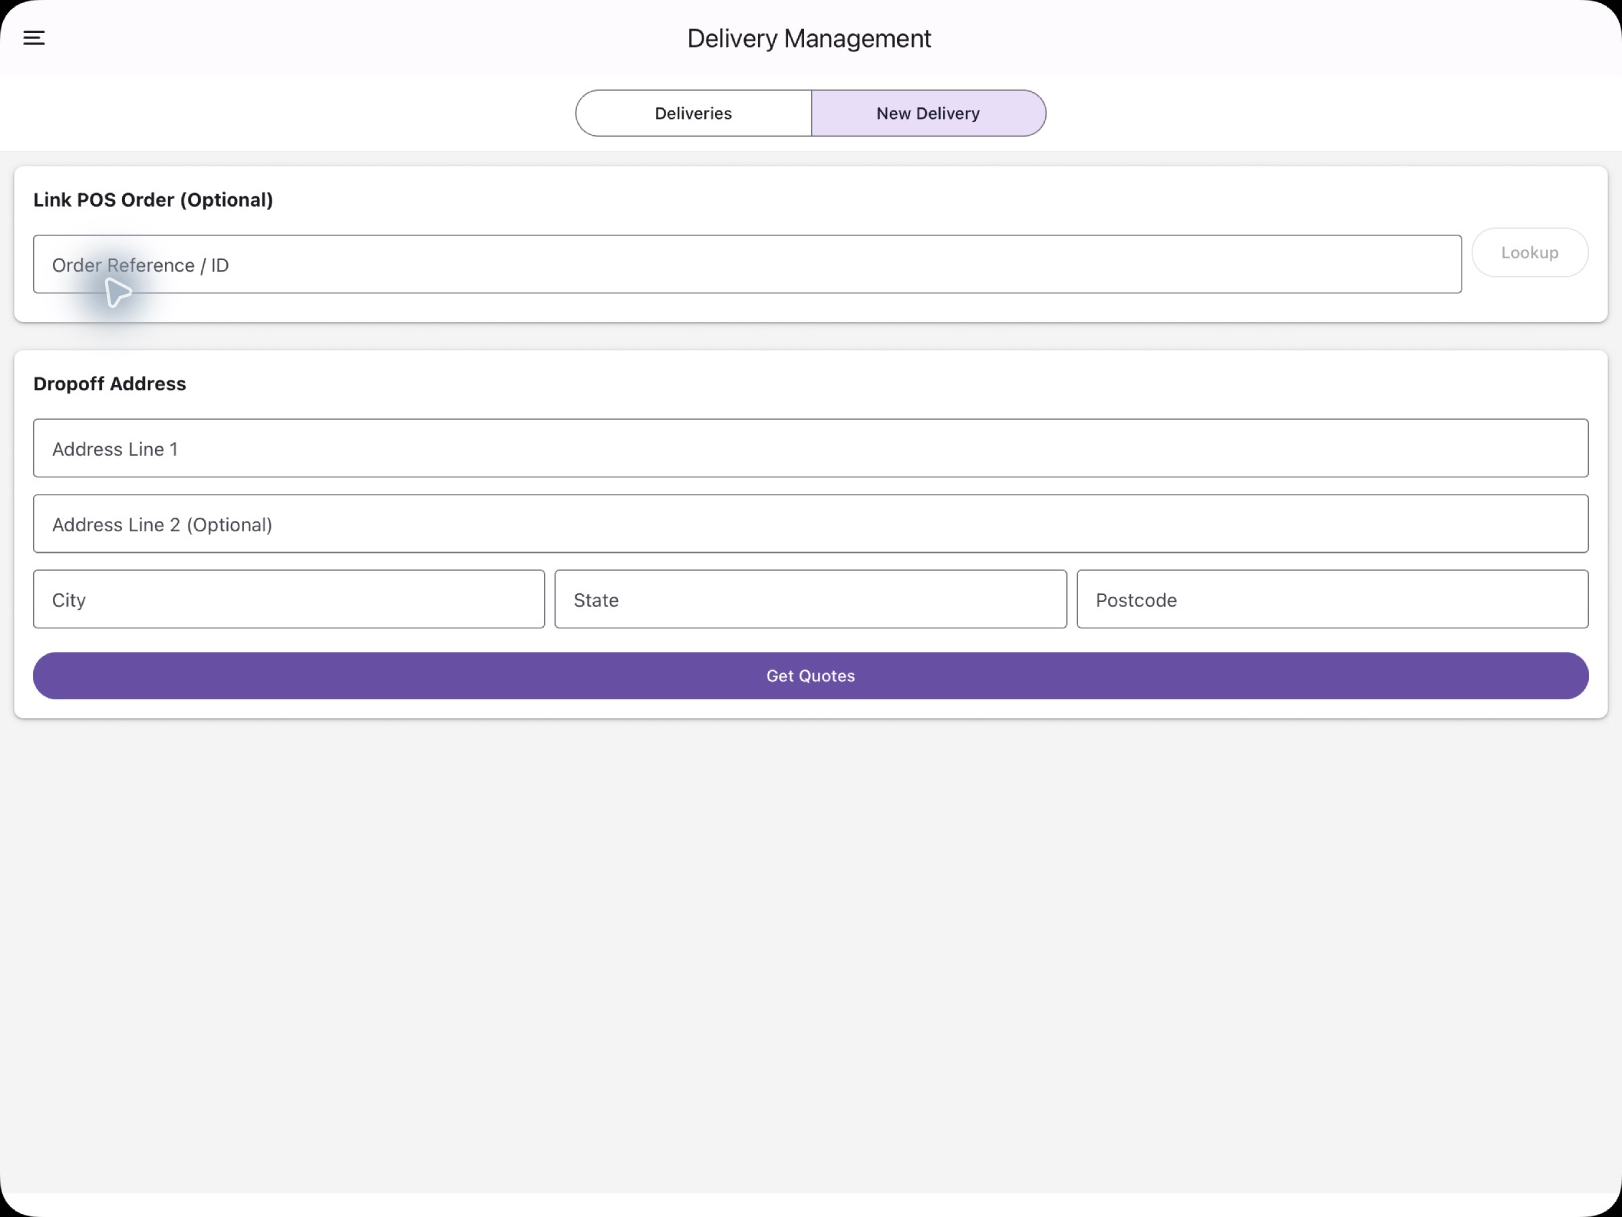 Delivery Management
Deliveries
New Delivery
Link POS Order (Optional)
Order Reference / ID
Lookup
Dropoff Address
Address Line 1
Address Line 2 (Optional)
City
State
Postcode
Get Quotes